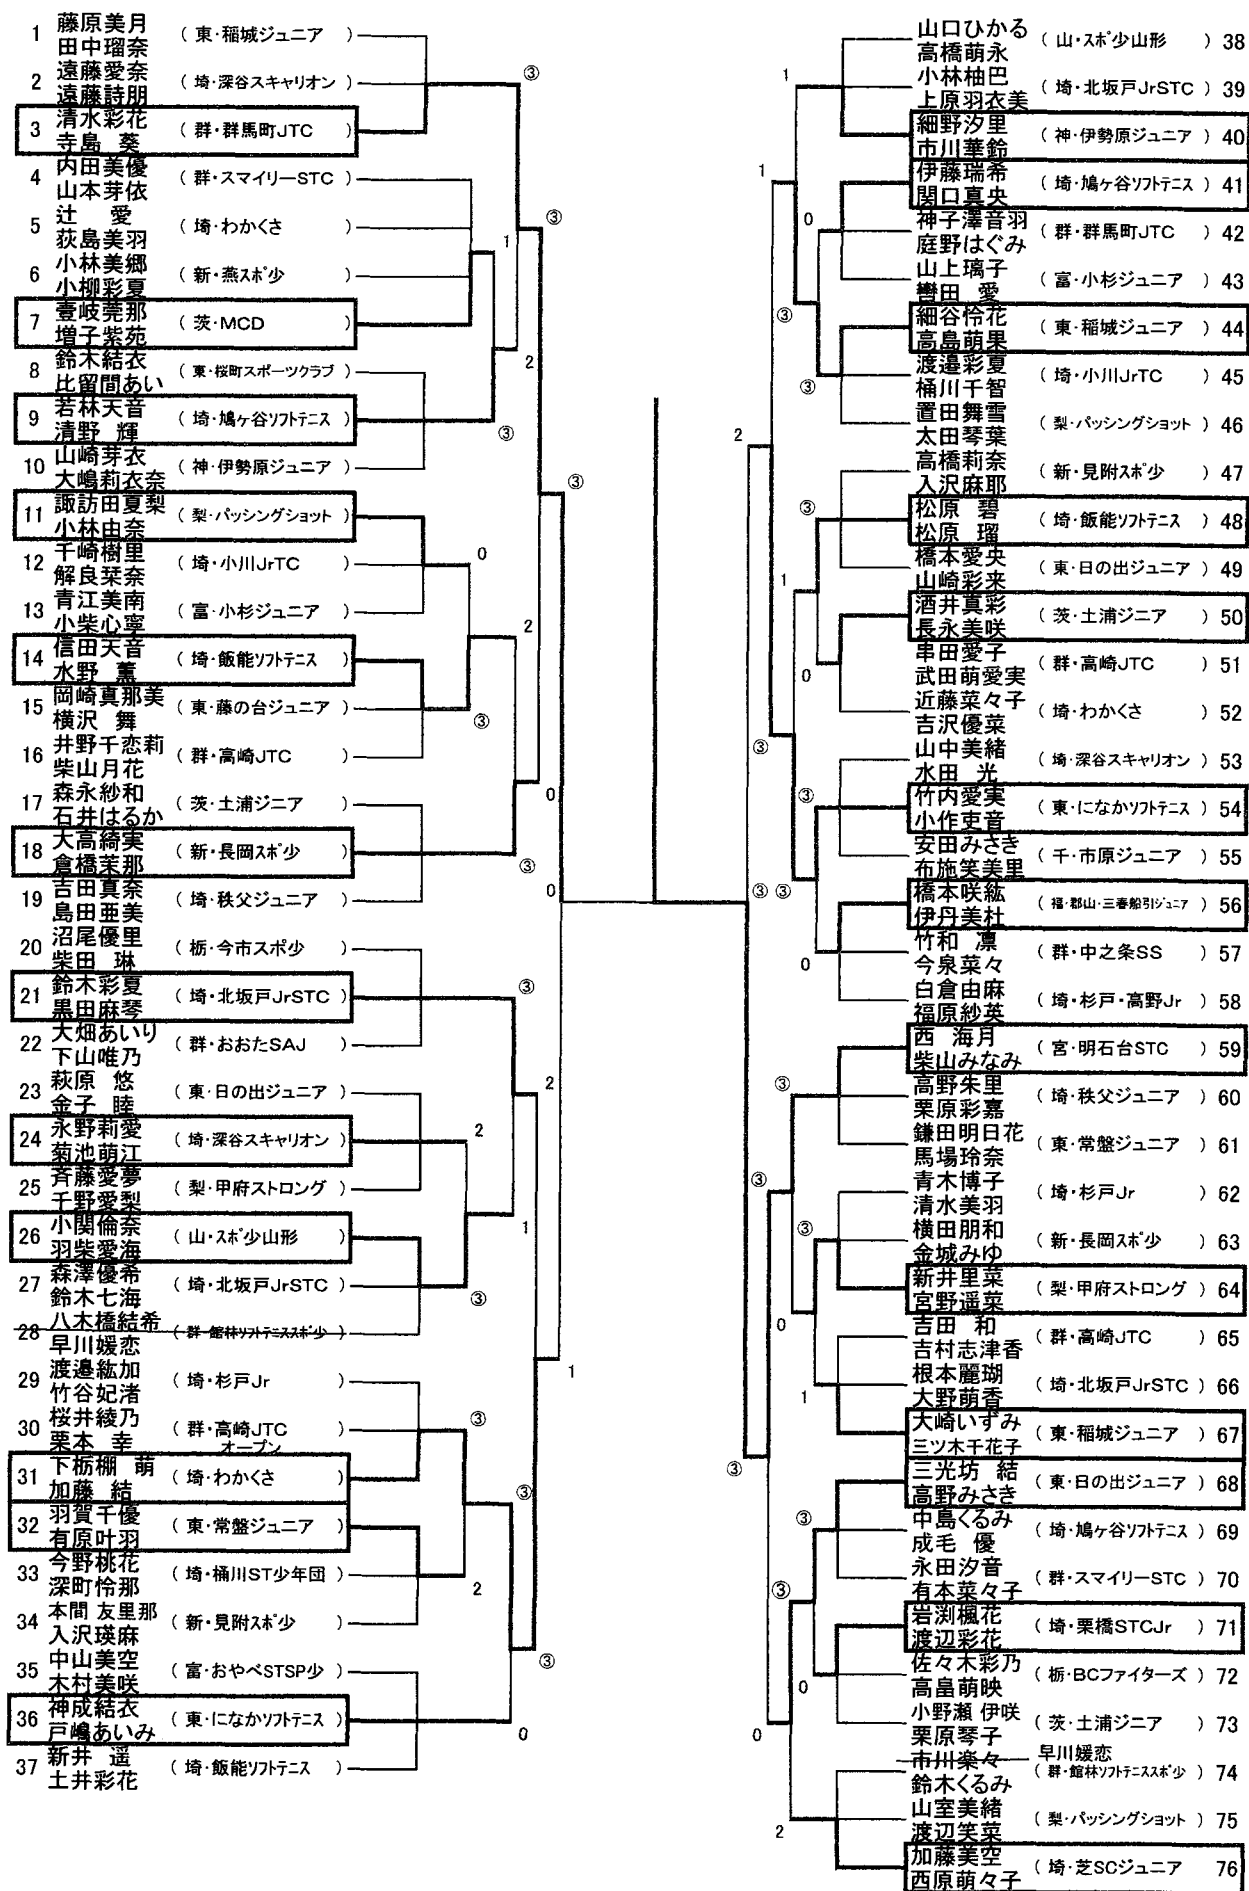 1 藤原美月 田中瑠奈 (東・稲城ジュニア)
2 遠藤愛奈 遠藤詩朋 (埼・深谷スキャリオン)
3 清水彩花 寺島 葵 (群・群馬町JTC)
4 内田美優 山本芽依 (群・スマイリーSTC)
5 辻 愛 荻島美羽 (埼・わかくさ)
6 小林美郷 小柳彩夏 (新・燕スポ少)
7 壹岐莞那 増子紫苑 (茨・MCD)
8 鈴木結衣 比留間あい (東・桜町スポーツクラブ)
9 若林天音 清野 輝 (埼・鳩ヶ谷ソフトテニス)
10 山崎芽衣 大嶋莉衣奈 (神・伊勢原ジュニア)
11 諏訪田夏梨 小林由奈 (梨・パッシングショット)
12 千崎樹里 解良栞奈 (埼・小川JrTC)
13 青江美南 小柴心寧 (富・小杉ジュニア)
14 信田天音 水野 薫 (埼・飯能ソフトテニス)
15 岡崎真那美 横沢 舞 (東・藤の台ジュニア)
16 井野千恋莉 柴山月花 (群・高崎JTC)
17 森永紗和 石井はるか (茨・土浦ジニア)
18 大高綺実 倉橋茉那 (新・長岡スポ少)
19 吉田真奈 島田亜美 (埼・秩父ジュニア)
20 沼尾優里 柴田 琳 (栃・今市スポ少)
21 鈴木彩夏 黒田麻琴 (埼・北坂戸JrSTC)
22 大畑あいり 下山唯乃 (群・おおたSAJ)
23 萩原 悠 金子 睦 (東・日の出ジュニア)
24 永野莉愛 菊池萌江 (埼・深谷スキャリオン)
25 斉藤愛夢 千野愛梨 (梨・甲府ストロング)
26 小関倫奈 羽柴愛海 (山・スポ少山形)
27 森澤優希 鈴木七海 (埼・北坂戸JrSTC)
28 八木橋結希 早川媛恋 (群・館林ソフトテニススポ少)
29 渡邉紘加 竹谷妃渚 (埼・杉戸Jr)
30 桜井綾乃 栗本 幸 (群・高崎JTC オープン)
31 下栃棚 萌 加藤 結 (埼・わかくさ)
32 羽賀千優 有原叶羽 (東・常盤ジュニア)
33 今野桃花 深町怜那 (埼・桶川ST少年団)
34 本間 友里那 入沢瑛麻 (新・見附スポ少)
35 中山美空 木村美咲 (富・おやべSTSP少)
36 神成結衣 戸嶋あいみ (東・になかソフトテニス)
37 新井 遥 土井彩花 (埼・飯能ソフトテニス)
③
③
1
2
③
③
0
2
③
0
③
0
③
2
2
1
③
1
③
③
2
③
0
山口ひかる 高橋萌永 (山・スポ少山形) 38
小林柚巴 上原羽衣美 (埼・北坂戸JrSTC) 39
細野汐里 市川華鈴 (神・伊勢原ジュニア) 40
伊藤瑞希 関口真央 (埼・鳩ヶ谷ソフトテニス) 41
神子澤音羽 庭野はぐみ (群・群馬町JTC) 42
山上璃子 轡田 愛 (富・小杉ジュニア) 43
細谷怜花 高島萌果 (東・稲城ジュニア) 44
渡邉彩夏 桶川千智 (埼・小川JrTC) 45
置田舞雪 太田琴葉 (梨・パッシングショット) 46
高橋莉奈 入沢麻耶 (新・見附スポ少) 47
松原 碧 松原 瑠 (埼・飯能ソフトテニス) 48
橋本愛央 山崎彩来 (東・日の出ジュニア) 49
酒井真彩 長永美咲 (茨・土浦ジニア) 50
串田愛子 武田萌愛実 (群・高崎JTC) 51
近藤菜々子 吉沢優菜 (埼・わかくさ) 52
山中美緒 水田 光 (埼・深谷スキャリオン) 53
竹内愛実 小作吏音 (東・になかソフトテニス) 54
安田みさき 布施笑美里 (千・市原ジュニア) 55
橋本咲紘 伊丹美杜 (福・郡山・三春船引ジュニア) 56
竹和 凛 今泉菜々 (群・中之条SS) 57
白倉由麻 福原紗英 (埼・杉戸・高野Jr) 58
西 海月 柴山みなみ (宮・明石台STC) 59
高野朱里 栗原彩嘉 (埼・秩父ジュニア) 60
鎌田明日花 馬場玲奈 (東・常盤ジュニア) 61
青木博子 清水美羽 (埼・杉戸Jr) 62
横田朋和 金城みゆ (新・長岡スポ少) 63
新井里菜 宮野遥菜 (梨・甲府ストロング) 64
吉田 和 吉村志津香 (群・高崎JTC) 65
根本麗瑚 大野萌香 (埼・北坂戸JrSTC) 66
大崎いずみ 三ツ木千花子 (東・稲城ジュニア) 67
三光坊 結 高野みさき (東・日の出ジュニア) 68
中島くるみ 成毛 優 (埼・鳩ヶ谷ソフトテニス) 69
永田汐音 有本菜々子 (群・スマイリーSTC) 70
岩渕楓花 渡辺彩花 (埼・栗橋STCJr) 71
佐々木彩乃 高畠萌映 (栃・BCファイターズ) 72
小野瀬 伊咲 栗原琴子 (茨・土浦ジニア) 73
市川楽々 早川媛恋 鈴木くるみ (群・館林ソフトテニススポ少) 74
山室美緒 渡辺笑菜 (梨・パッシングショット) 75
加藤美空 西原萌々子 (埼・芝SCジュニア) 76
1
1
0
③
③
2
③
1
0
③
③
③
③
0
③
③
③
0
1
③
③
③
0
0
2